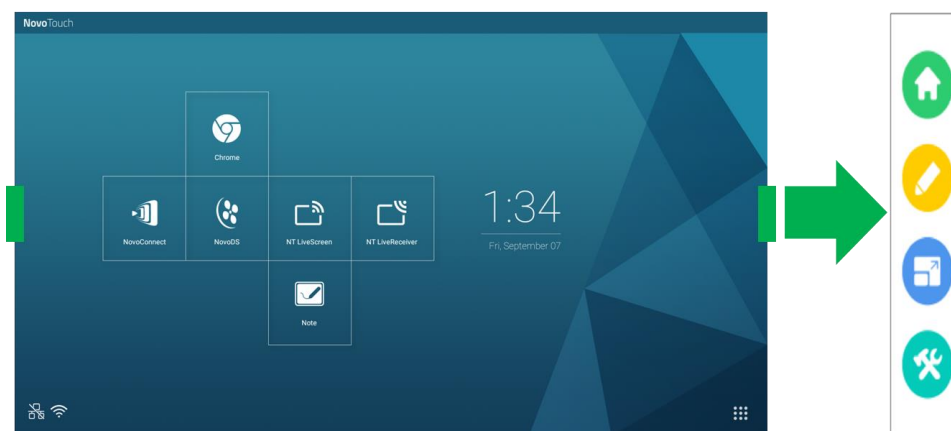 NovoTouch
Chrome
NovoConnect
NovoDS
NT LiveScreen
NT LiveReceiver
1:34
Fri, September 07
Note